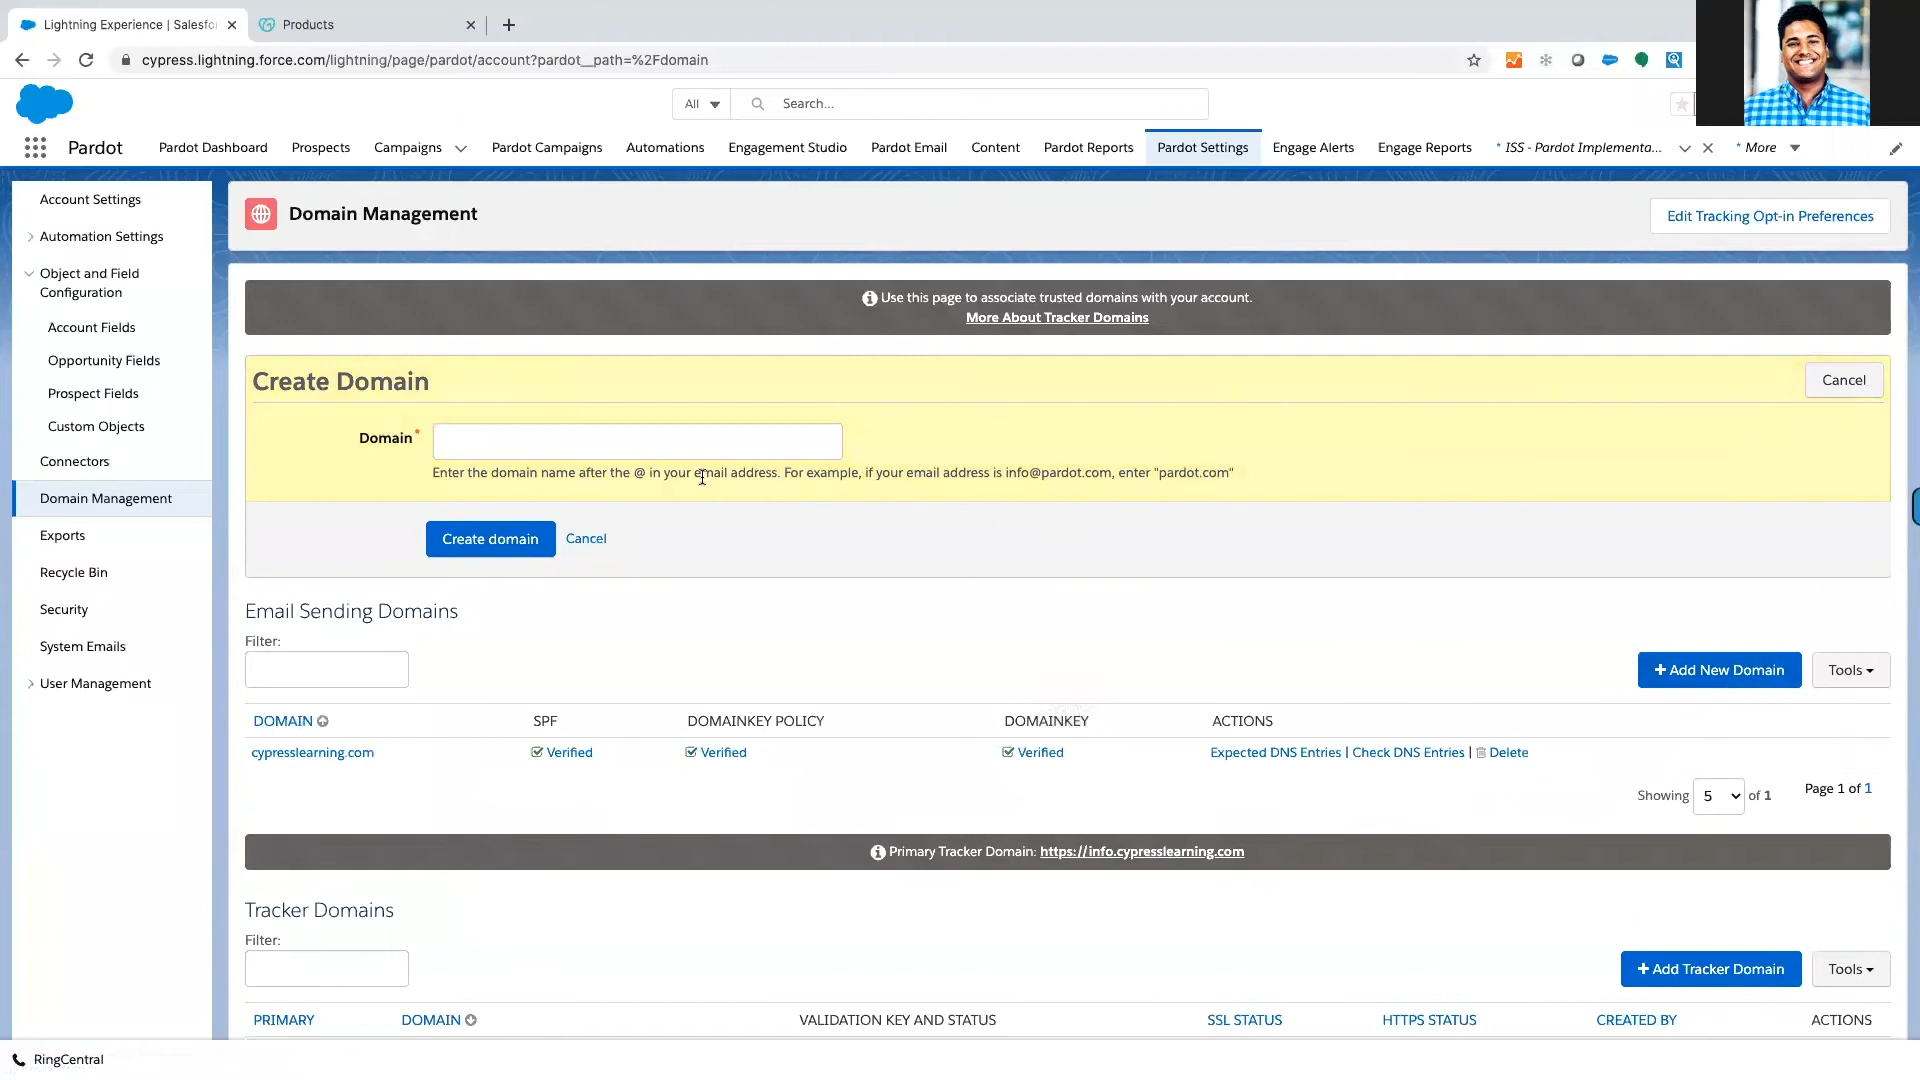 Lightning Experience | Salesfo
Products
cypress.lightning.force.com/lightning/page/pardot/account?pardot__path=%2Fdomain
All
Search...
Pardot
Pardot Dashboard
Prospects
Campaigns
Pardot Campaigns
Automations
Engagement Studio
Pardot Email
Content
Pardot Reports
Pardot Settings
Engage Alerts
Engage Reports
* ISS - Pardot Implementa...
* More
Account Settings
Automation Settings
Object and Field
Configuration
Account Fields
Opportunity Fields
Prospect Fields
Custom Objects
Connectors
Domain Management
Exports
Recycle Bin
Security
System Emails
User Management
Domain Management
Edit Tracking Opt-in Preferences
Use this page to associate trusted domains with your account.
More About Tracker Domains
Create Domain
Cancel
Domain *
Enter the domain name after the @ in your email address. For example, if your email address is info@pardot.com, enter "pardot.com"
Create domain
Cancel
Email Sending Domains
Filter:
+ Add New Domain
Tools
DOMAIN SPF DOMAINKEY POLICY DOMAINKEY ACTIONS
cypresslearning.com Verified Verified Verified Expected DNS Entries | Check DNS Entries | Delete
Showing 5 of 1
Page 1 of 1
Primary Tracker Domain: https://info.cypresslearning.com
Tracker Domains
Filter:
+ Add Tracker Domain
Tools
PRIMARY DOMAIN VALIDATION KEY AND STATUS SSL STATUS HTTPS STATUS CREATED BY ACTIONS
RingCentral